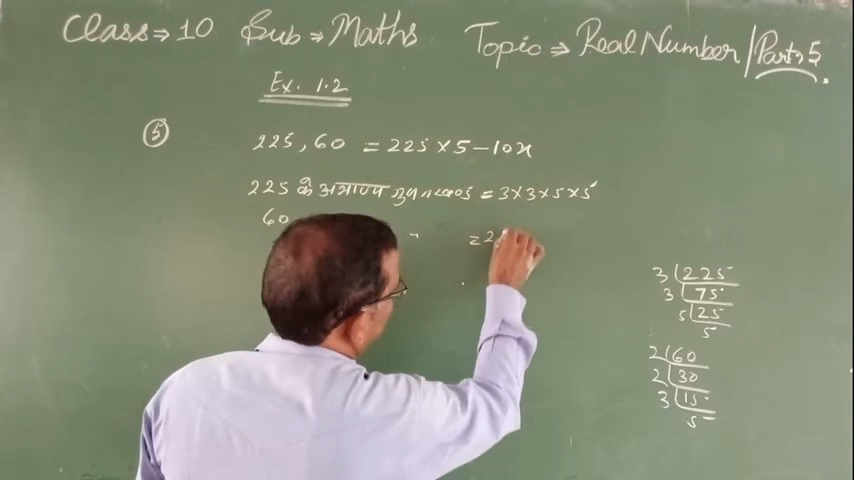 Class ⇒ 10 Sub ⇒ Maths Topic ⇒ Real Number / Part 5.
Ex. 1.2
⑤ 225, 60 = 225 × 5 - 10x
225 के अभाज्य = 3 × 3 × 5 × 5
60 " = 2
3 225
3 75
5 25
5
2 60
2 30
3 15
5